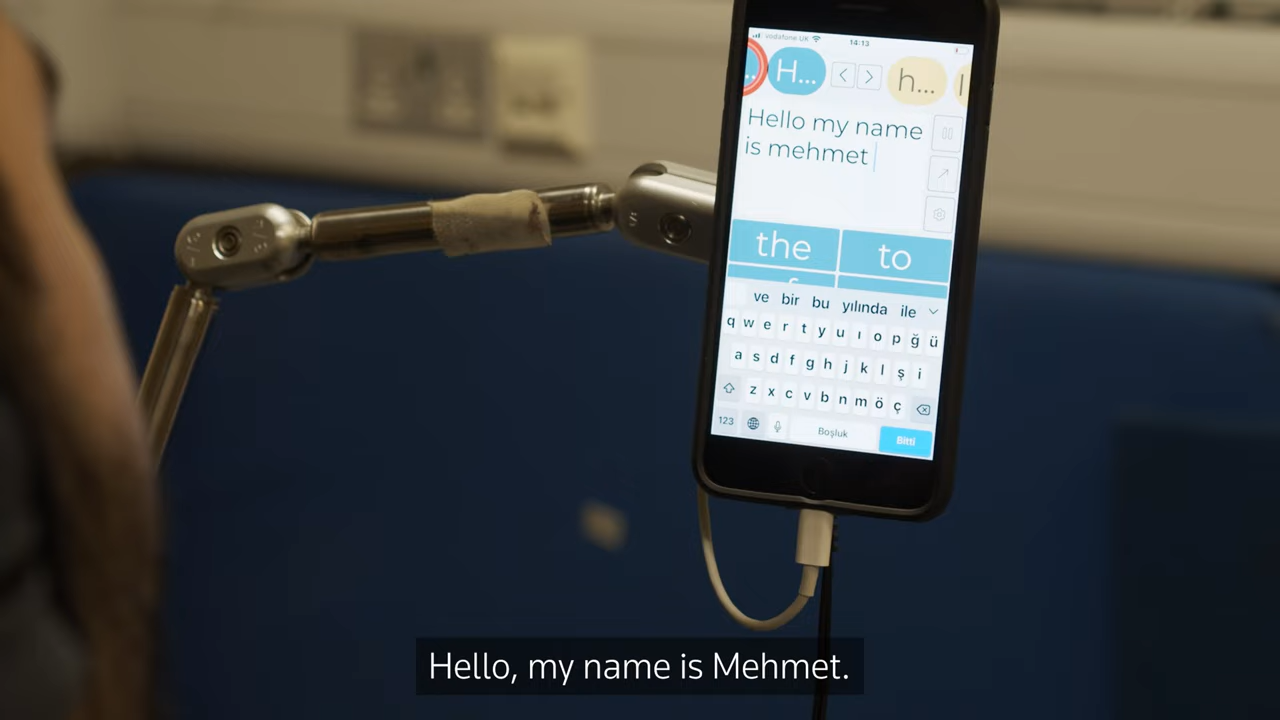 vodafone UK
14:13
H...
h...
Hello my name
is mehmet
the
to
ve bir bu yılında ile
q w e r t y u ı o p ğ ü
a s d f g h j k l ş i
z x c v b n m ö ç
123
Boşluk
Bitti
Hello, my name is Mehmet.